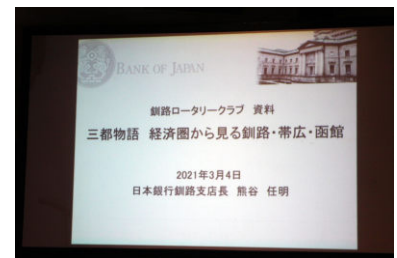 BANK OF JAPAN
釧路ロータリークラブ 資料
三都物語 経済圏から見る釧路・帯広・函館
2021年3月4日
日本銀行釧路支店長 熊谷 任明